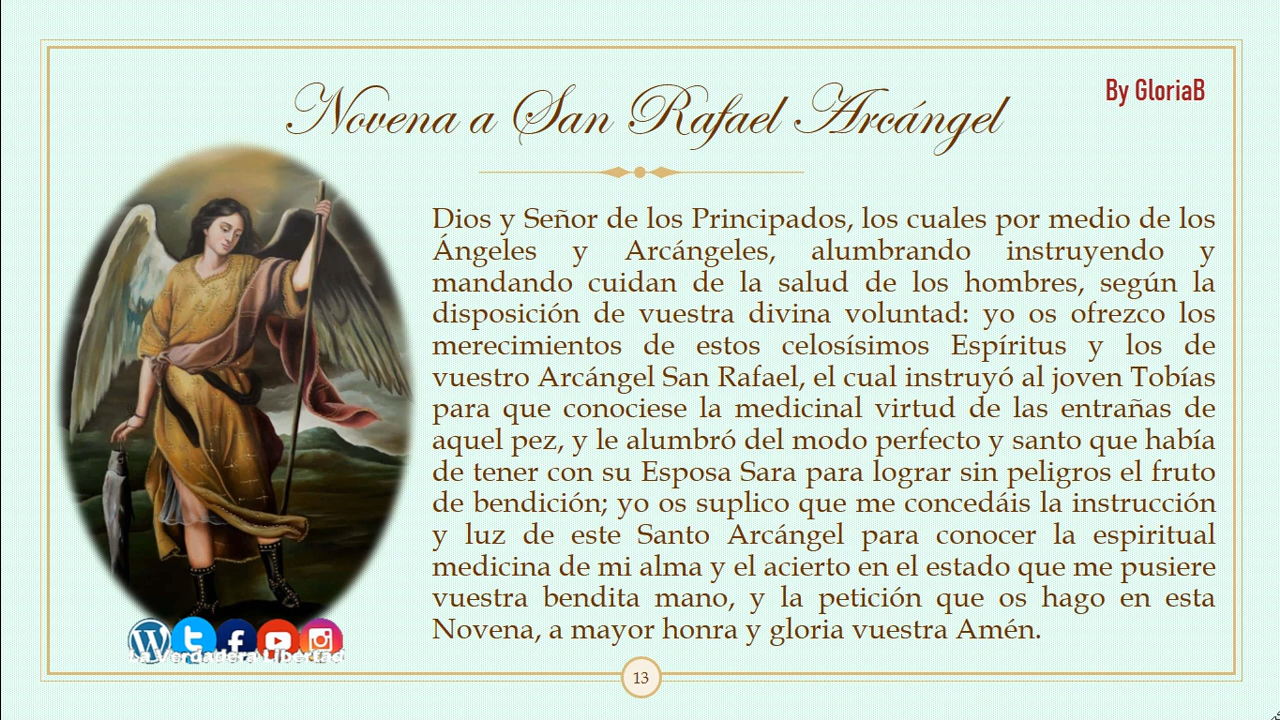 Novena a San Rafael Arcángel
By GloriaB
Dios y Señor de los Principados, los cuales por medio de los
Ángeles y Arcángeles, alumbrando instruyendo y
mandando cuidan de la salud de los hombres, según la
disposición de vuestra divina voluntad: yo os ofrezco los
merecimientos de estos celosísimos Espíritus y los de
vuestro Arcángel San Rafael, el cual instruyó al joven Tobías
para que conociese la medicinal virtud de las entrañas de
aquel pez, y le alumbró del modo perfecto y santo que había
de tener con su Esposa Sara para lograr sin peligros el fruto
de bendición; yo os suplico que me concedáis la instrucción
y luz de este Santo Arcángel para conocer la espiritual
medicina de mi alma y el acierto en el estado que me pusiere
vuestra bendita mano, y la petición que os hago en esta
Novena, a mayor honra y gloria vuestra Amén.
La Verdadera Libertad
13